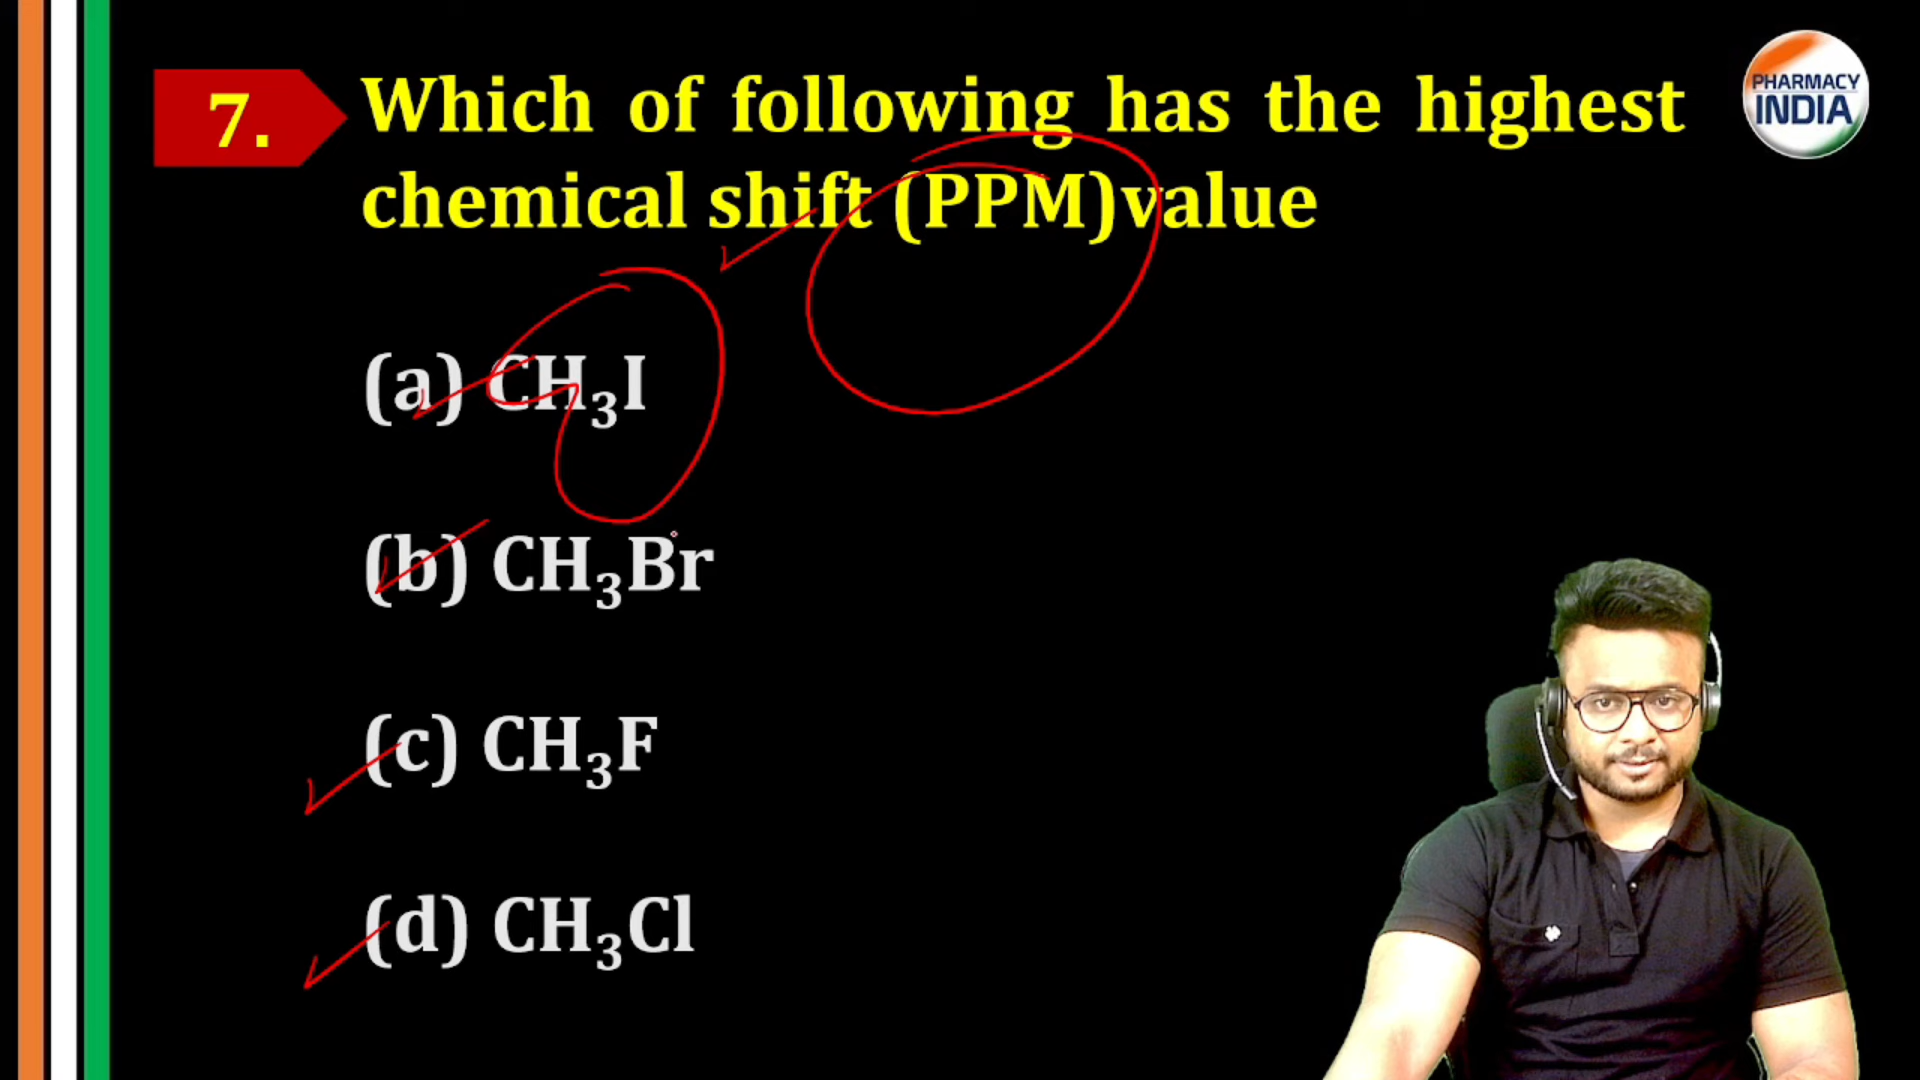 7.
Which of following has the highest
chemical shift (PPM)value
(a) CH₃I
(b) CH₃Br
(c) CH₃F
(d) CH₃Cl
PHARMACY
INDIA